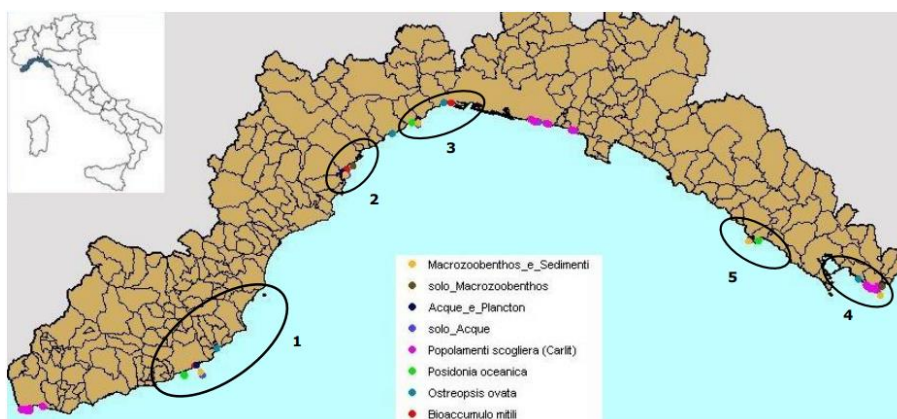 3
2
1
5
4
Macrozoobenthos_e_Sedimenti
solo_Macrozoobenthos
Acque_e_Plancton
solo_Acque
Popolamenti scogliera (Carlit)
Posidonia oceanica
Ostreopsis ovata
Bioaccumulo mitili